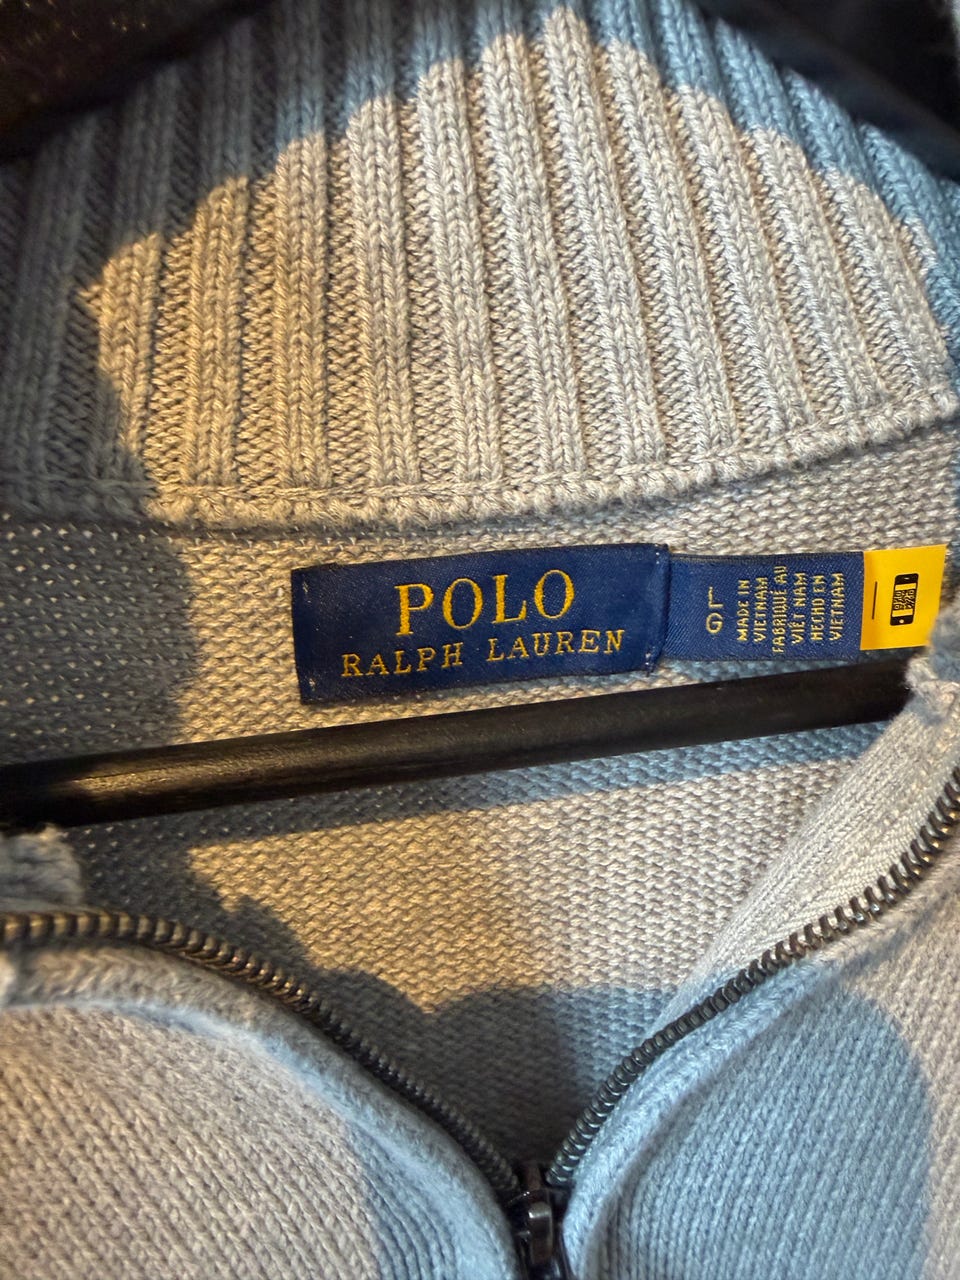 POLO
RALPH LAUREN
L G
MADE IN
VIETNAM
FABRIQUÉ AU
VIÊT NAM
HECHO EN
VIETNAM